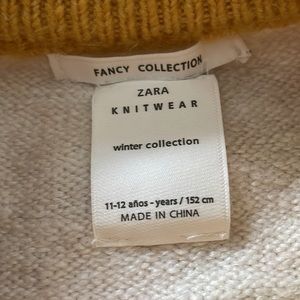 FANCY COLLECTION
ZARA
KNITWEAR
winter collection
11-12 años - years / 152 cm
MADE IN CHINA